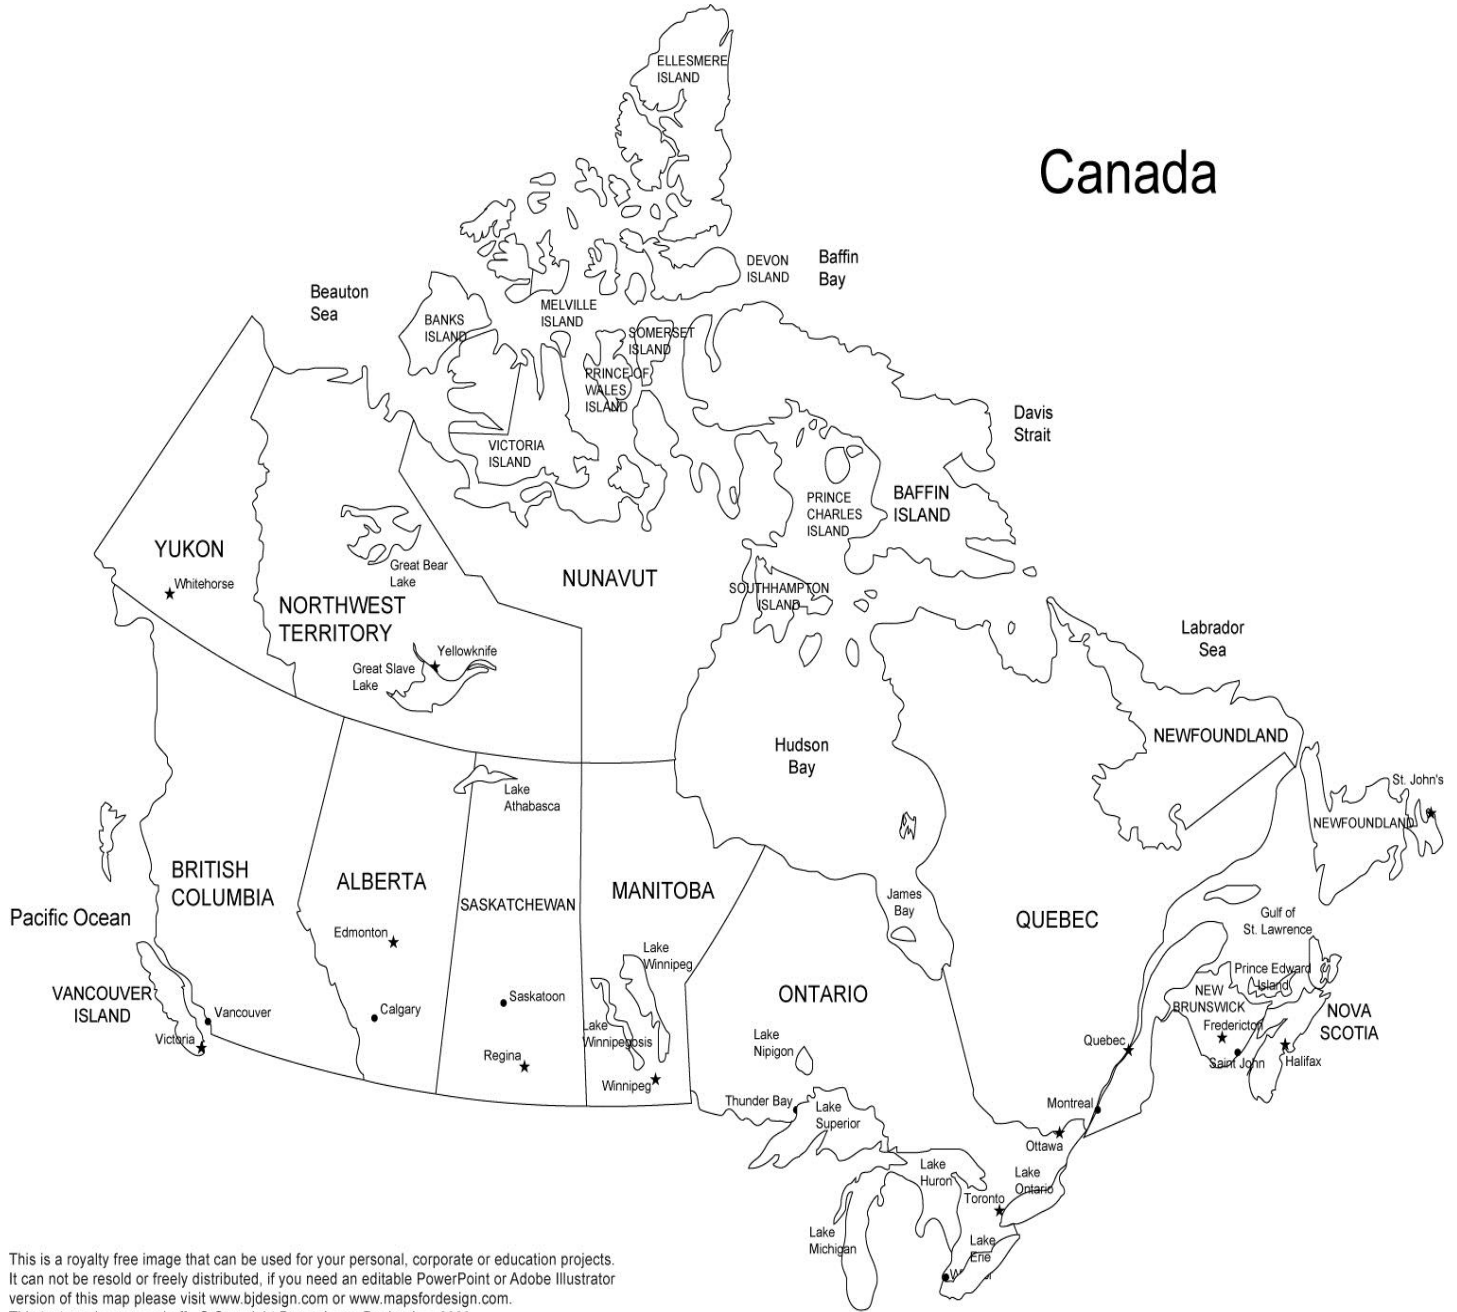 ELLESMERE
ISLAND
Canada
DEVON
ISLAND
Baffin
Bay
Beauton
Sea
MELVILLE
ISLAND
BANKS
ISLAND
SOMERSET
ISLAND
PRINCE OF
WALES
ISLAND
Davis
Strait
VICTORIA
ISLAND
PRINCE
CHARLES
ISLAND
BAFFIN
ISLAND
YUKON
Whitehorse
Great Bear
Lake
NUNAVUT
SOUTHHAMPTON
ISLAND
NORTHWEST
TERRITORY
Labrador
Sea
Yellowknife
Great Slave
Lake
Hudson
Bay
NEWFOUNDLAND
St. John's
Lake
Athabasca
NEWFOUNDLAND
BRITISH
COLUMBIA
ALBERTA
SASKATCHEWAN
MANITOBA
James
Bay
QUEBEC
Pacific Ocean
Gulf of
St. Lawrence
Edmonton
Lake
Winnipeg
Prince Edward
Island
VANCOUVER
ISLAND
Saskatoon
ONTARIO
NEW
BRUNSWICK
NOVA
SCOTIA
Vancouver
Calgary
Victoria
Lake
Winnipegosis
Lake
Nipigon
Quebec
Fredericton
Saint John
Halifax
Regina
Winnipeg
Thunder Bay
Lake
Superior
Montreal
Ottawa
Lake
Huron
Lake
Ontario
Toronto
Lake
Michigan
Lake
Erie
This is a royalty free image that can be used for your personal, corporate or education projects.
It can not be resold or freely distributed, if you need an editable PowerPoint or Adobe Illustrator
version of this map please visit www.bjdesign.com or www.mapsfordesign.com.